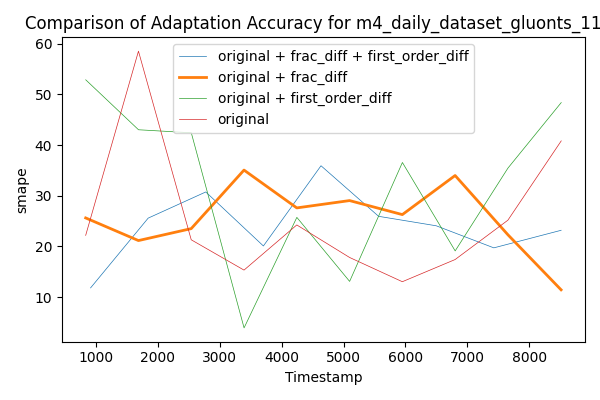 Comparison of Adaptation Accuracy for m4_daily_dataset_gluonts_11
original + frac_diff + first_order_diff
original + frac_diff
original + first_order_diff
original
smape
60
50
40
30
20
10
1000 2000 3000 4000 5000 6000 7000 8000
Timestamp